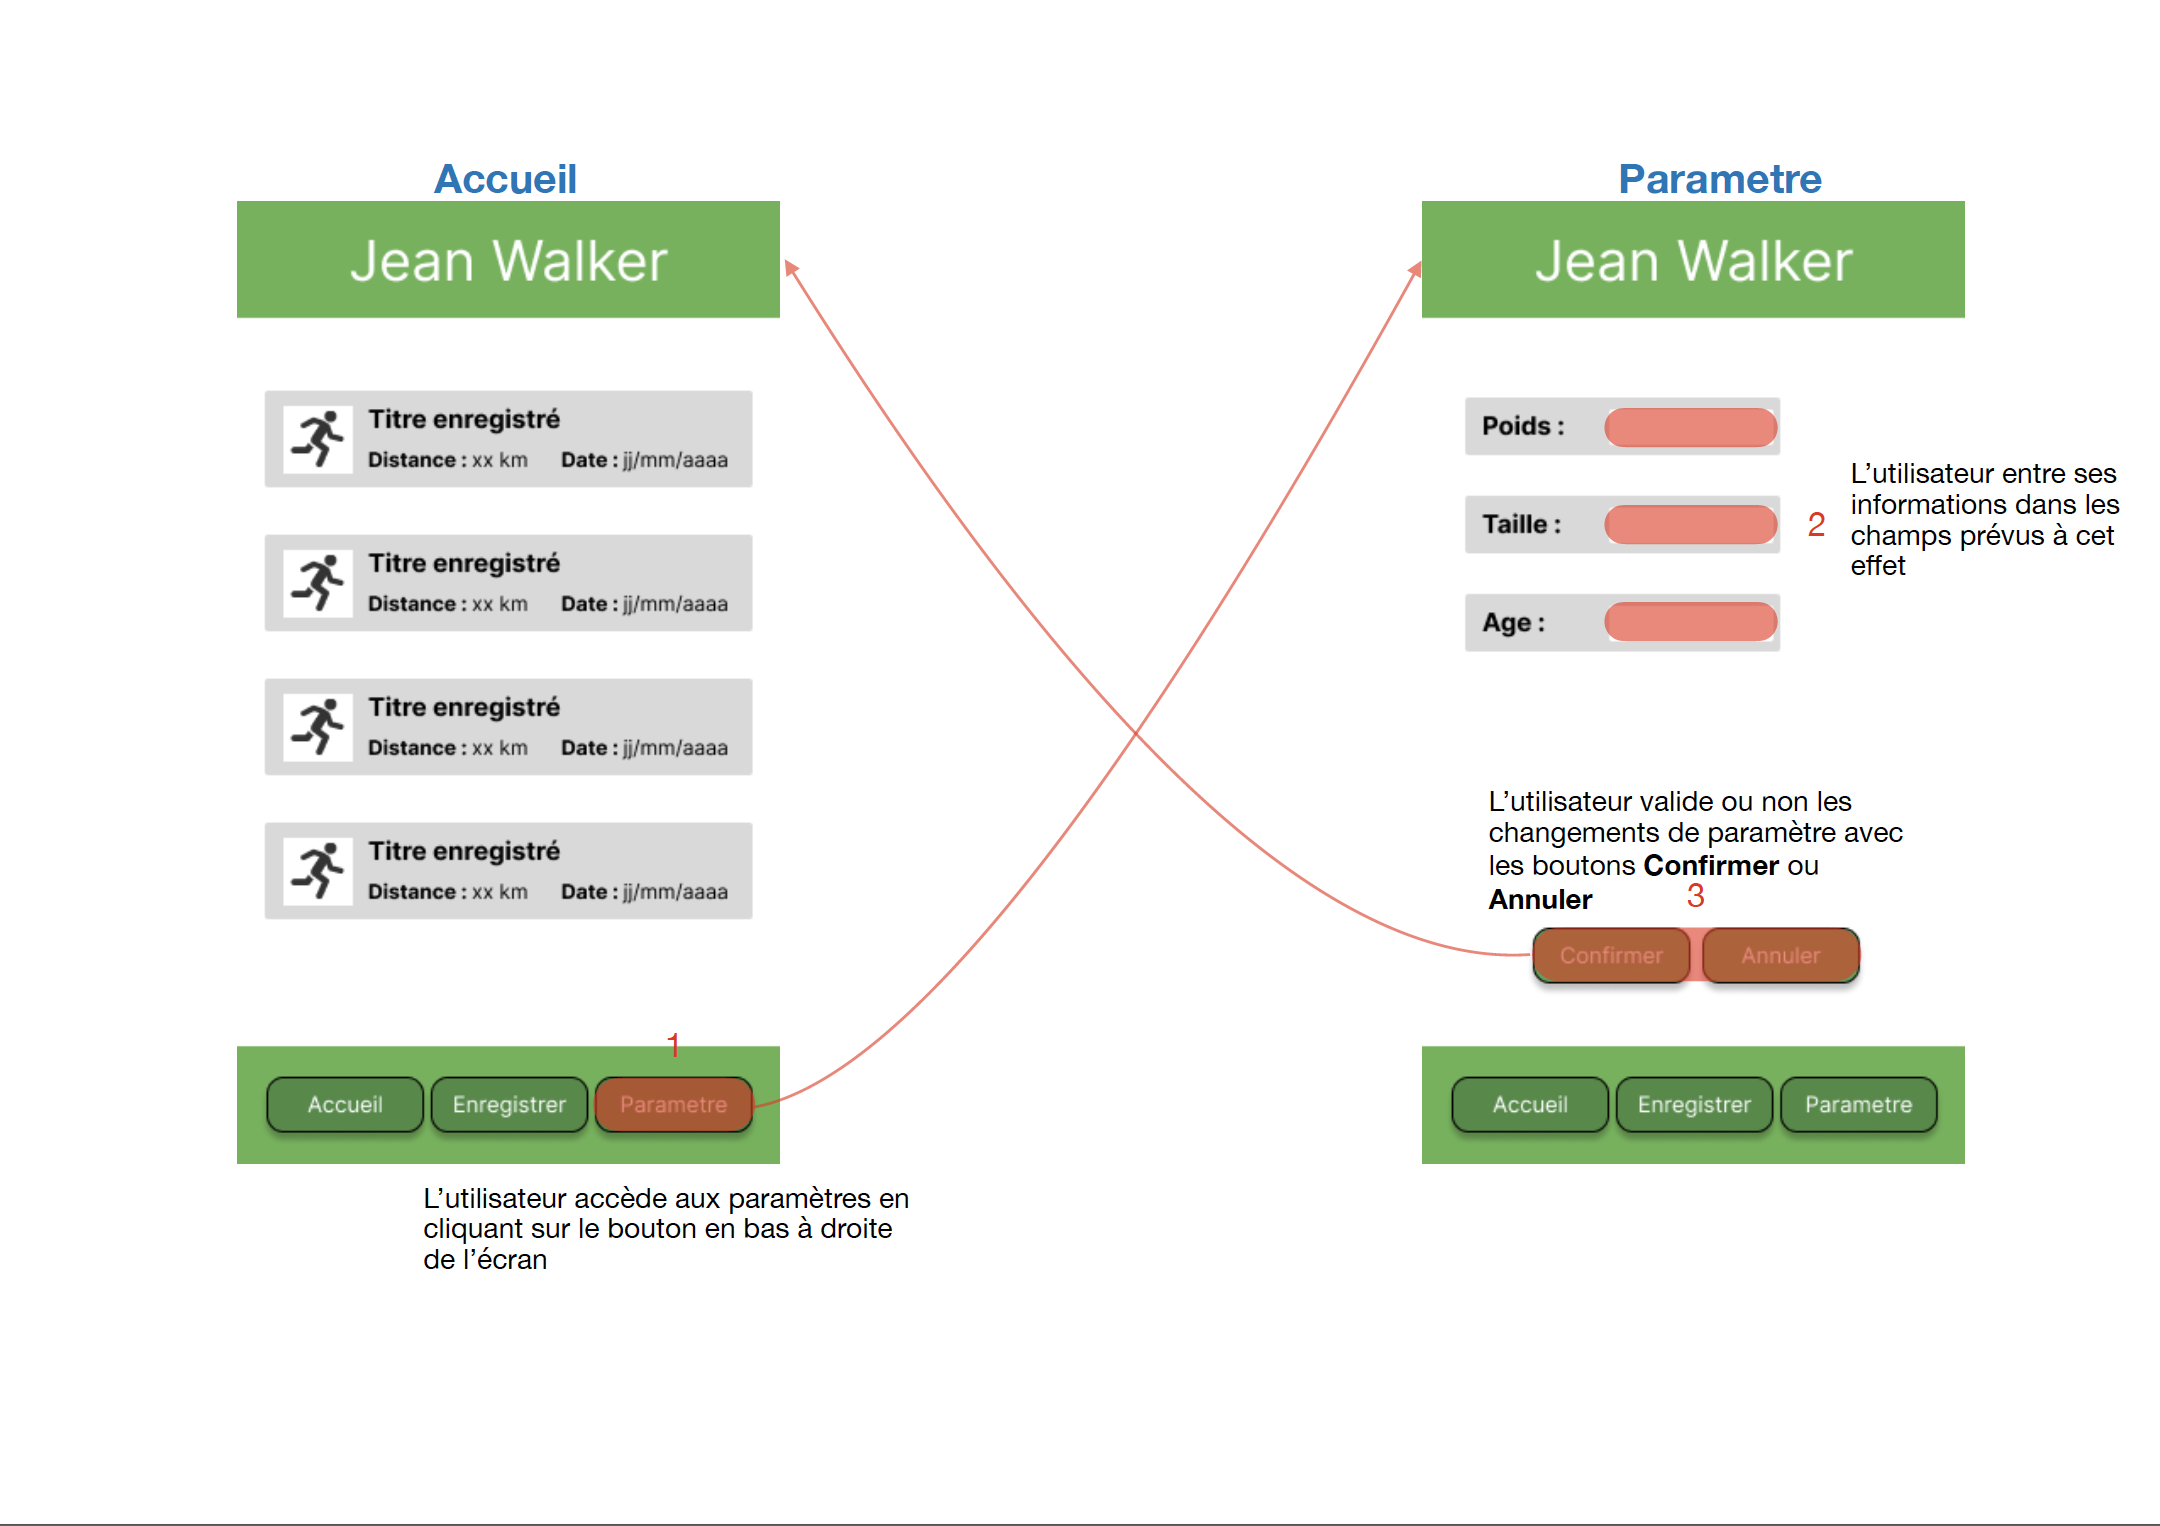 Accueil
Jean Walker
Titre enregistré
Distance : xx km Date : jj/mm/aaaa
Titre enregistré
Distance : xx km Date : jj/mm/aaaa
Titre enregistré
Distance : xx km Date : jj/mm/aaaa
Titre enregistré
Distance : xx km Date : jj/mm/aaaa
1
Accueil Enregistrer Parametre
L'utilisateur accède aux paramètres en
cliquant sur le bouton en bas à droite
de l'écran
Parametre
Jean Walker
Poids :
Taille :
Age :
2
L'utilisateur entre ses
informations dans les
champs prévus à cet
effet
L'utilisateur valide ou non les
changements de paramètre avec
les boutons Confirmer ou
Annuler
3
Confirmer Annuler
Accueil Enregistrer Parametre